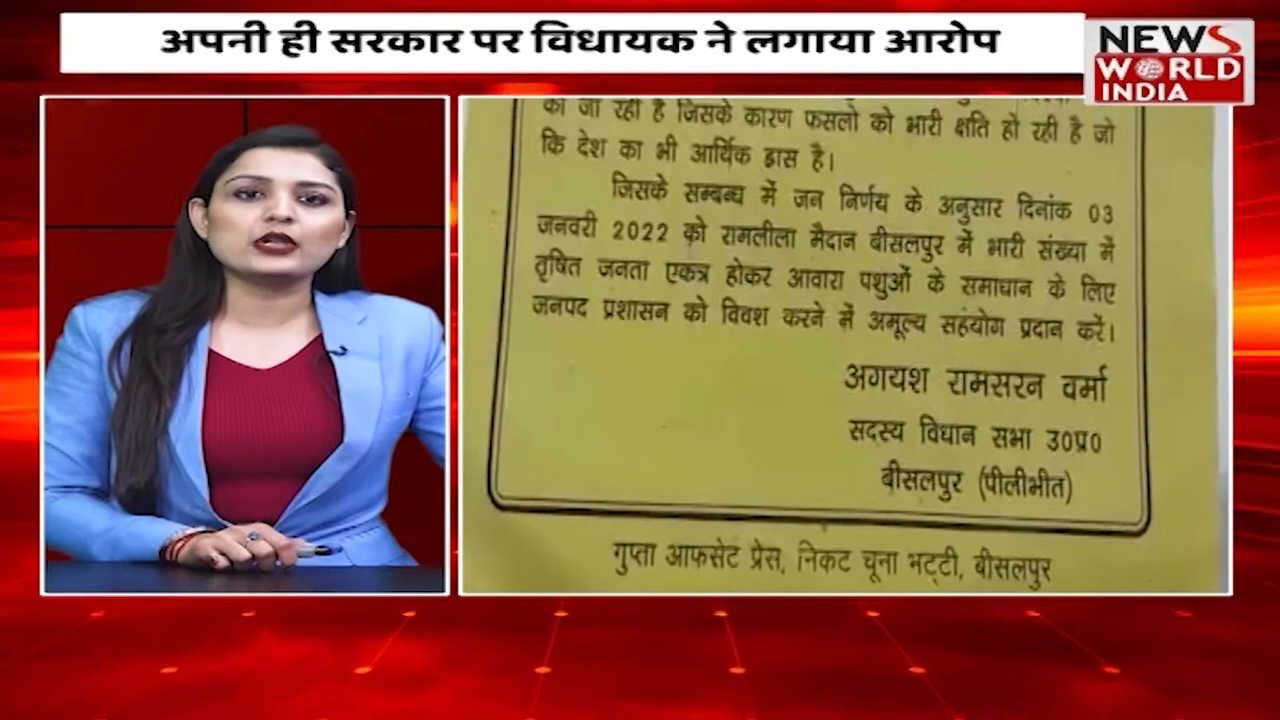 अपनी ही सरकार पर विधायक ने लगाया आरोप
NEWS
WORLD
INDIA
की जा रही है जिसके कारण फसलों को भारी क्षति हो रही है जो
कि देश का भी आर्थिक ह्रास है।
जिसके सम्बन्ध में जन निर्णय के अनुसार दिनांक 03
जनवरी 2022 को रामलीला मैदान बीसलपुर में भारी संख्या में
तृषित जनता एकत्र होकर आवारा पशुओं के समाधान के लिए
जनपद प्रशासन को विवश करने में अमूल्य सहयोग प्रदान करें।
अगयश रामसरन वर्मा
सदस्य विधान सभा उ0प्र0
बीसलपुर (पीलीभीत)
गुप्ता आफसेट प्रेस, निकट चूना भट्टी, बीसलपुर